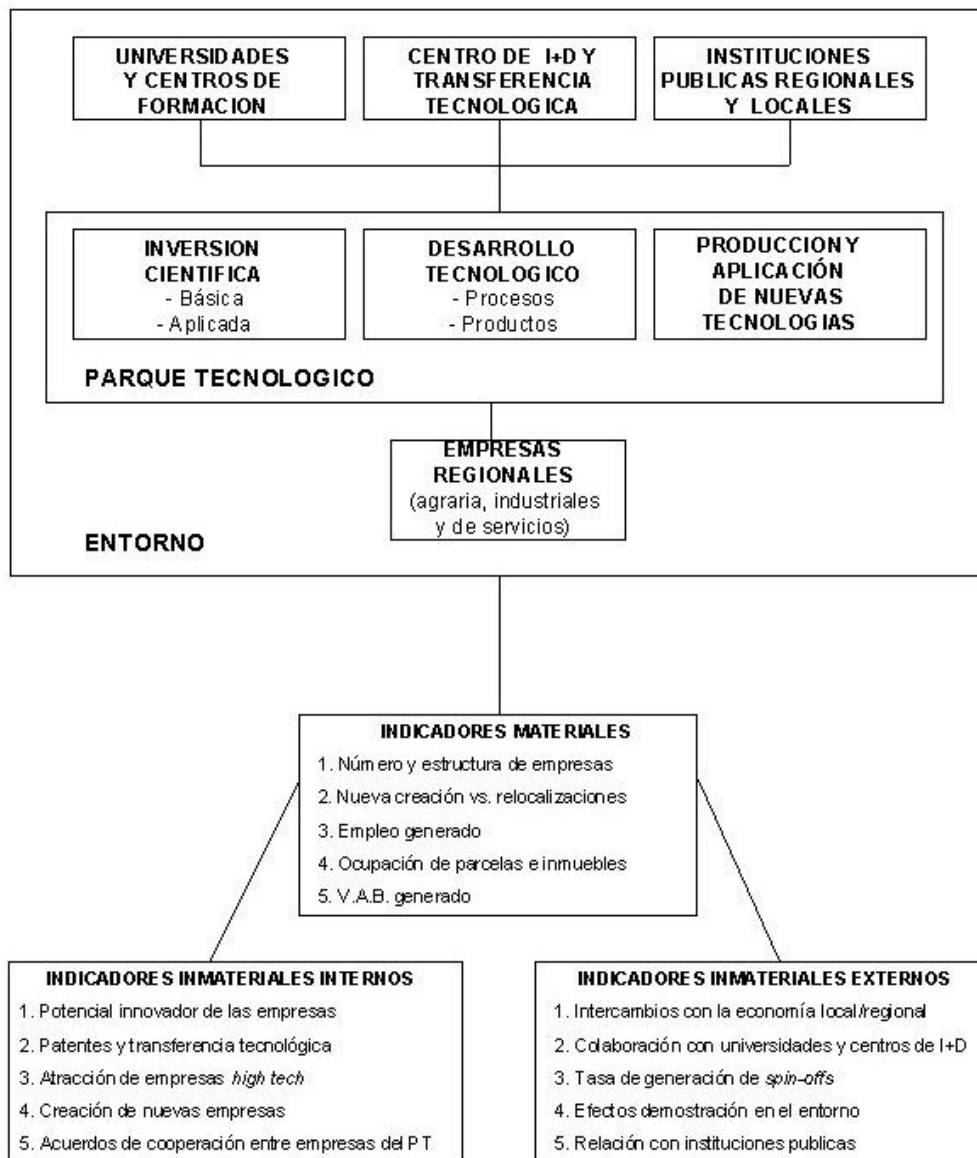 UNIVERSIDADES
Y CENTROS DE
FORMACION
CENTRO DE I+D Y
TRANSFERENCIA
TECNOLOGICA
INSTITUCIONES
PUBLICAS REGIONALES
Y LOCALES
INVERSION
CIENTIFICA
- Básica
- Aplicada
DESARROLLO
TECNOLOGICO
- Procesos
- Productos
PRODUCCION Y
APLICACIÓN
DE NUEVAS
TECNOLOGIAS
PARQUE TECNOLOGICO
EMPRESAS
REGIONALES
(agraria, industriales
y de servicios)
ENTORNO
INDICADORES MATERIALES
1. Número y estructura de empresas
2. Nueva creación vs. relocalizaciones
3. Empleo generado
4. Ocupación de parcelas e inmuebles
5. V.A.B. generado
INDICADORES INMATERIALES INTERNOS
1. Potencial innovador de las empresas
2. Patentes y transferencia tecnológica
3. Atracción de empresas high tech
4. Creación de nuevas empresas
5. Acuerdos de cooperación entre empresas del PT
INDICADORES INMATERIALES EXTERNOS
1. Intercambios con la economía local/regional
2. Colaboración con universidades y centros de I+D
3. Tasa de generación de spin-offs
4. Efectos demostración en el entorno
5. Relación con instituciones publicas